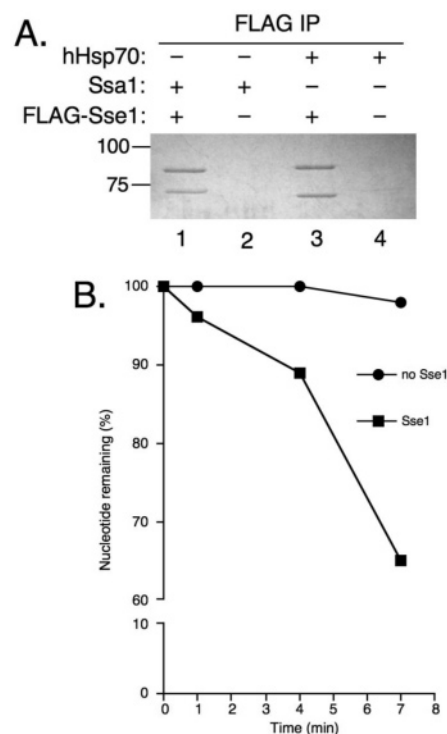 A.
FLAG IP
hHsp70: − − + +
Ssa1: + + − −
FLAG-Sse1: + − + −
100
75
1 2 3 4
B.
100
90
80
70
60
10
0
Nucleotide remaining (%)
no Sse1
Sse1
0 1 2 3 4 5 6 7 8
Time (min)